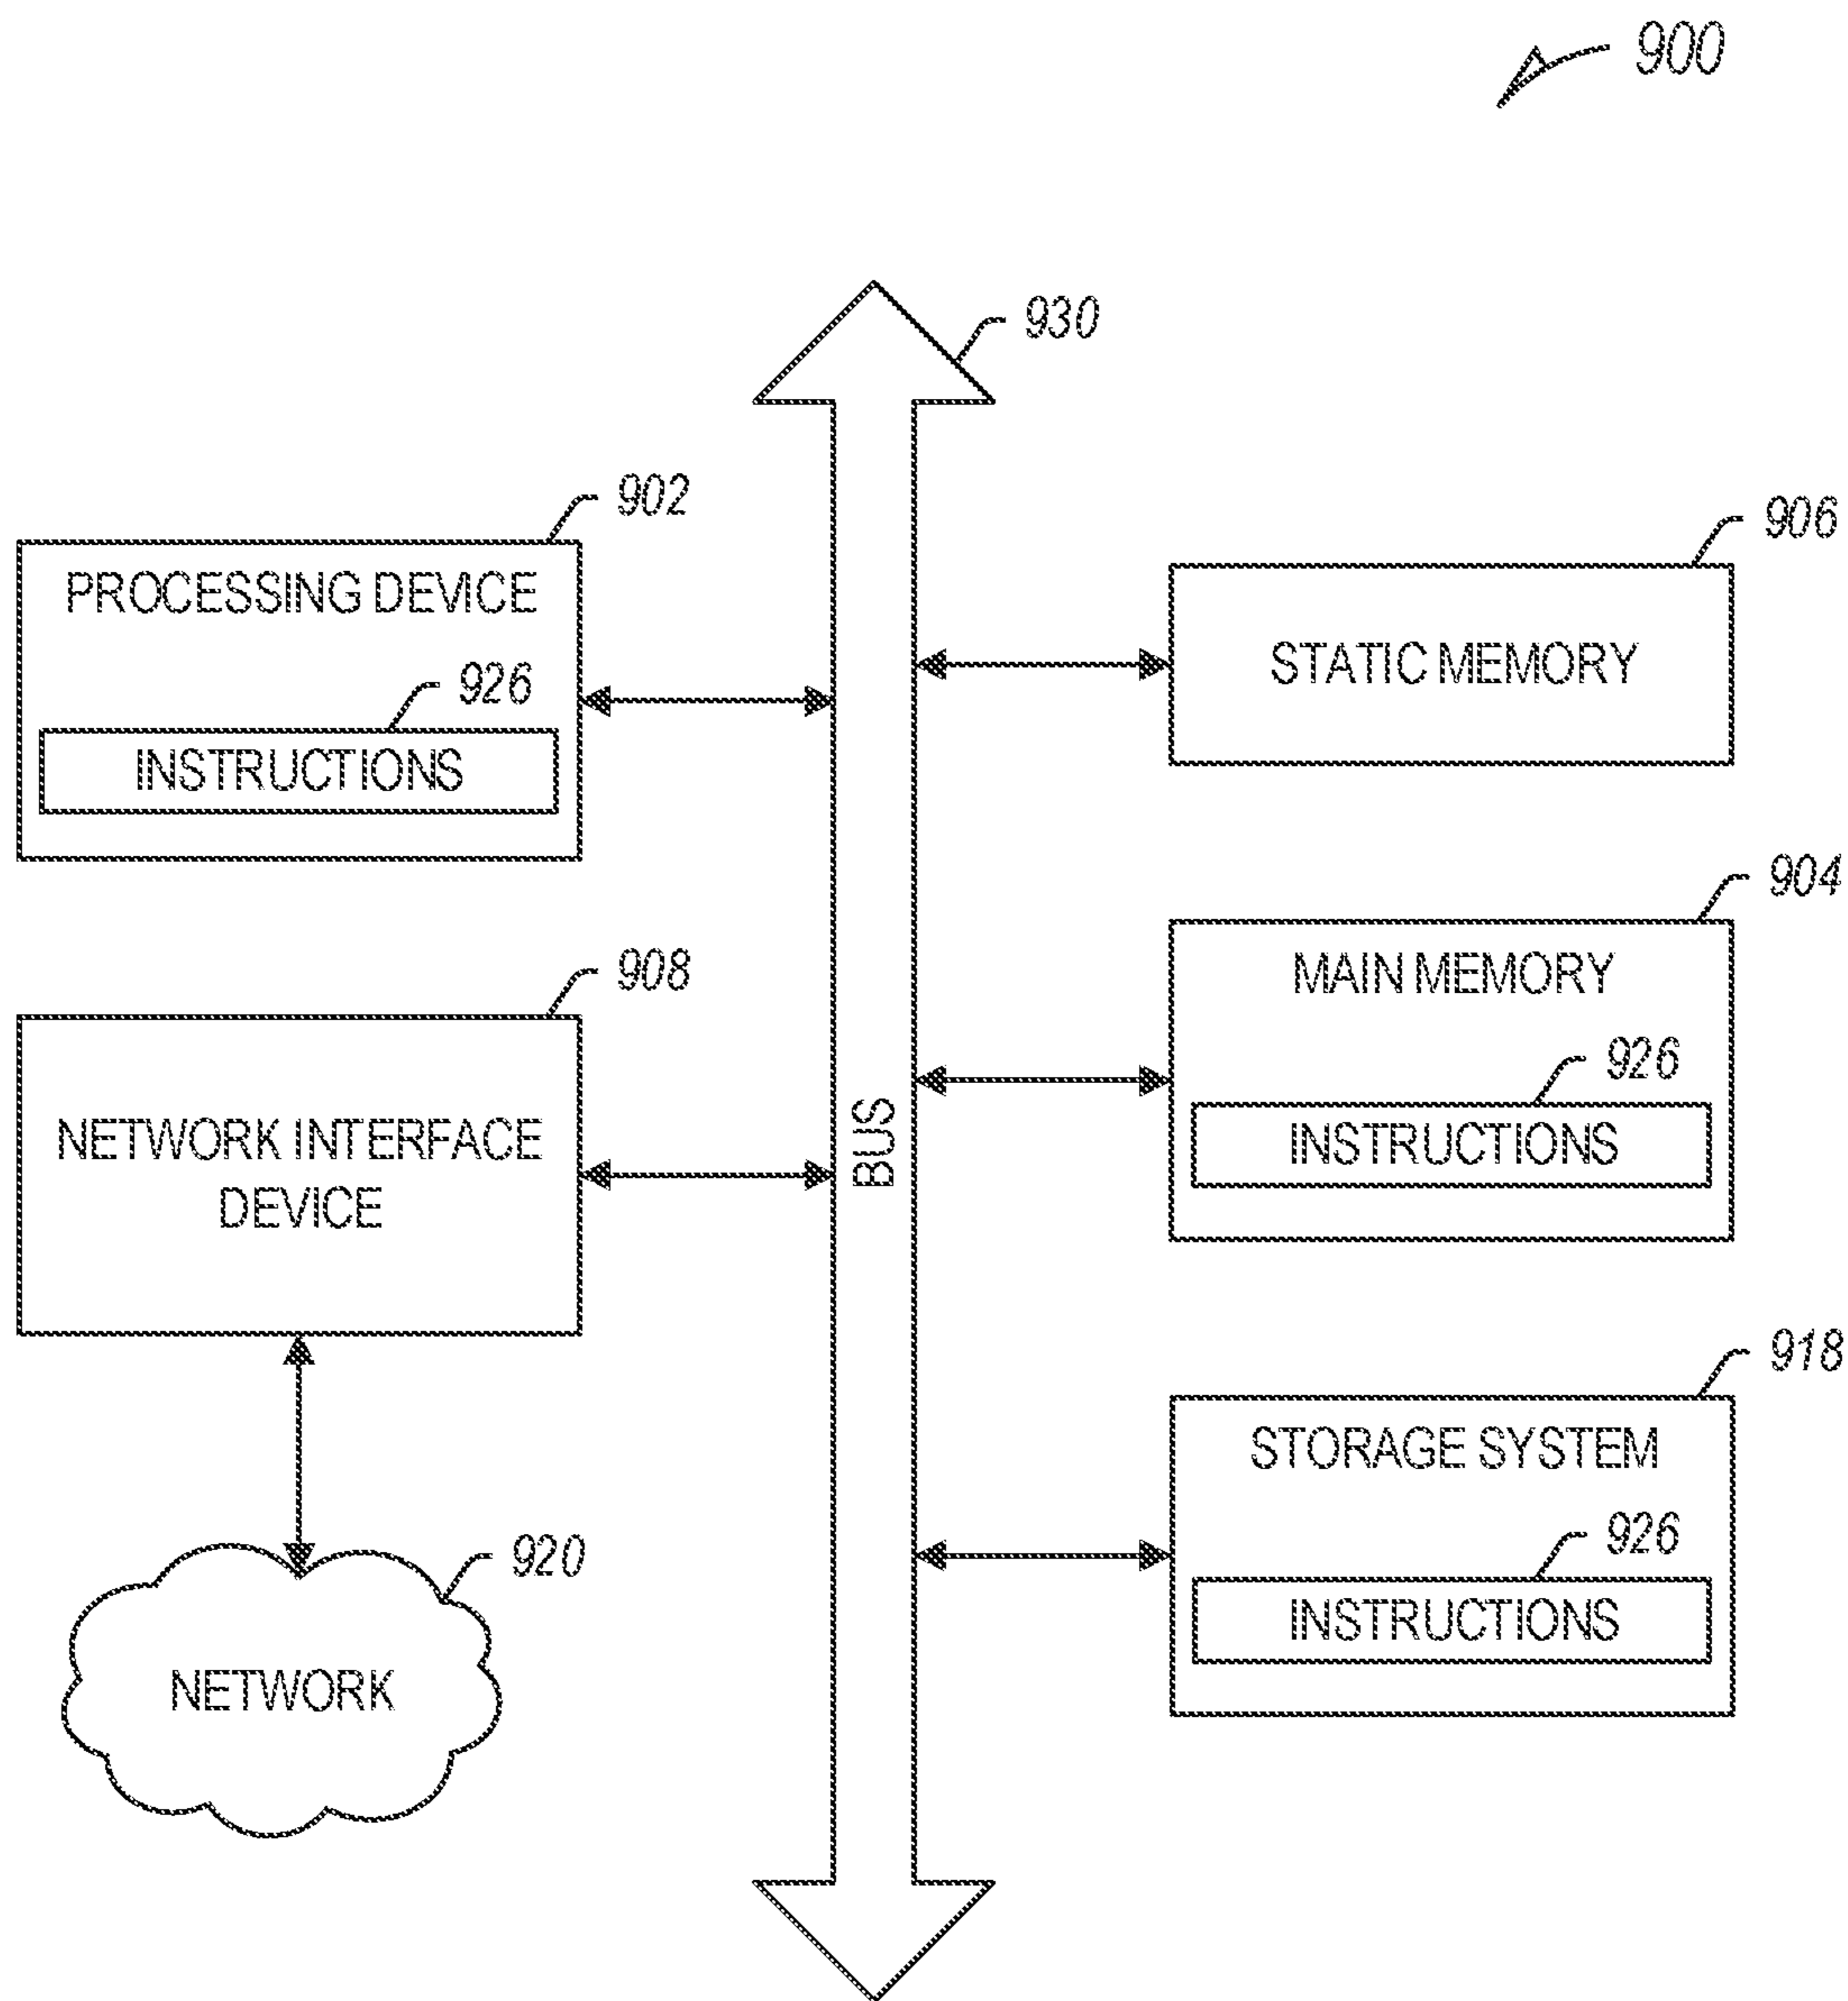 900
930
902
PROCESSING DEVICE
926
INSTRUCTIONS
906
STATIC MEMORY
904
MAIN MEMORY
926
INSTRUCTIONS
908
NETWORK INTERFACE
DEVICE
BUS
918
STORAGE SYSTEM
926
INSTRUCTIONS
920
NETWORK